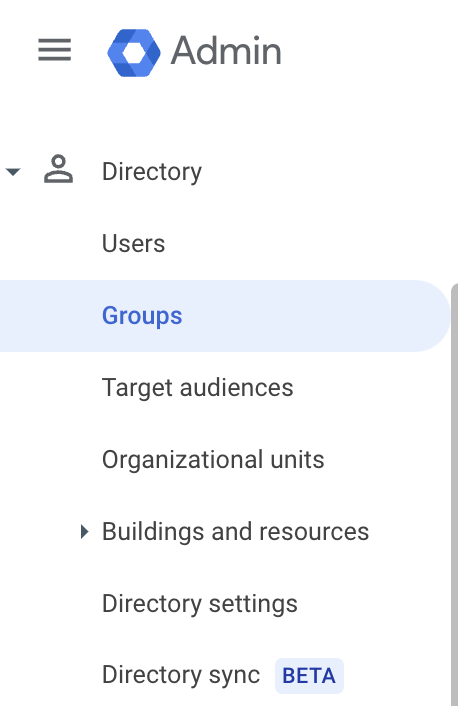 Admin
Directory
Users
Groups
Target audiences
Organizational units
Buildings and resources
Directory settings
Directory sync BETA